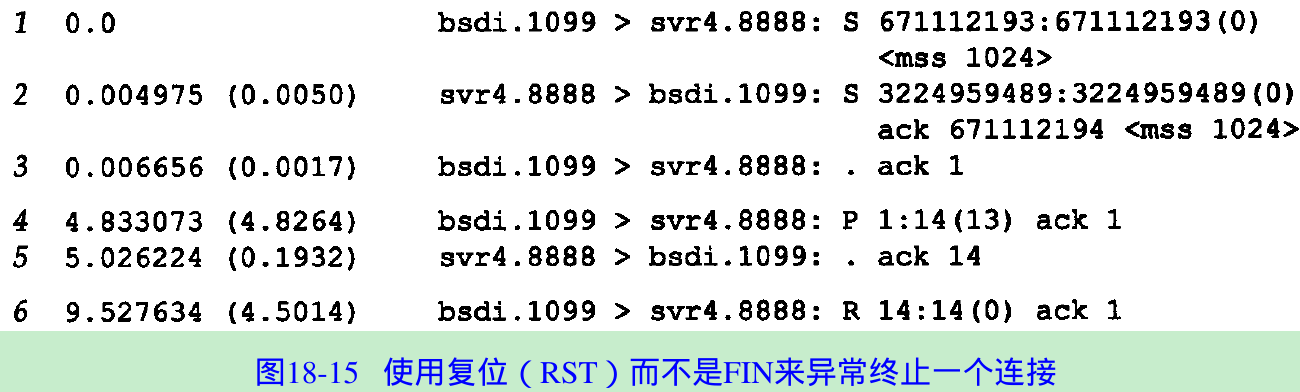 1 0.0 bsdi.1099 > svr4.8888: S 671112193:671112193(0)
<mss 1024>
2 0.004975 (0.0050) svr4.8888 > bsdi.1099: S 3224959489:3224959489(0)
ack 671112194 <mss 1024>
3 0.006656 (0.0017) bsdi.1099 > svr4.8888: . ack 1
4 4.833073 (4.8264) bsdi.1099 > svr4.8888: P 1:14(13) ack 1
5 5.026224 (0.1932) svr4.8888 > bsdi.1099: . ack 14
6 9.527634 (4.5014) bsdi.1099 > svr4.8888: R 14:14(0) ack 1
图18-15 使用复位（RST）而不是FIN来异常终止一个连接